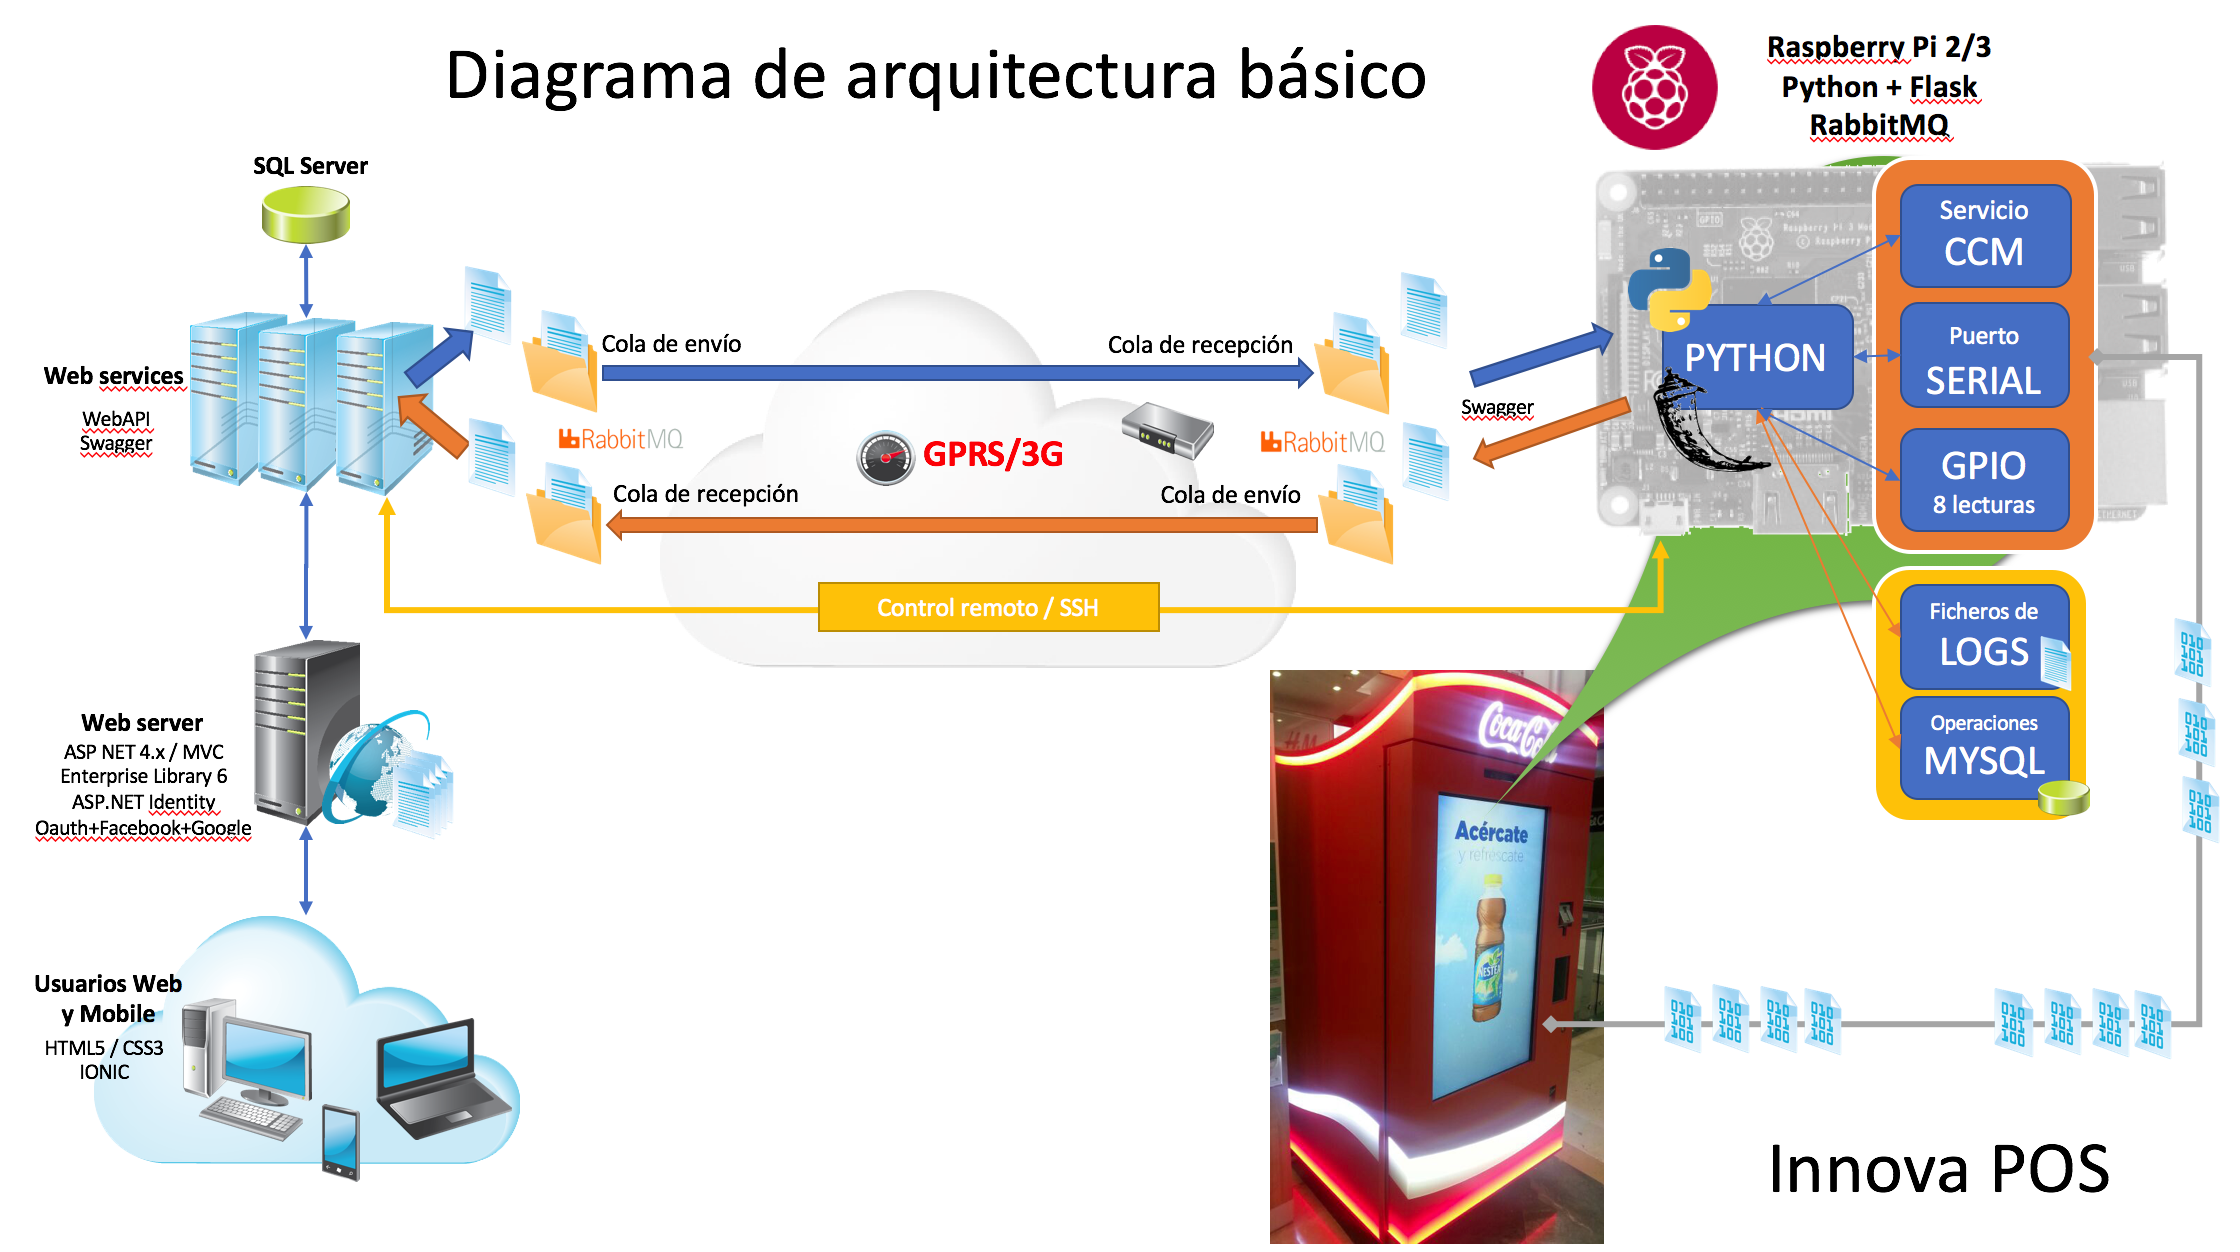 Diagrama de arquitectura básico
Raspberry Pi 2/3
Python + Flask
RabbitMQ
SQL Server
Web services
WebAPI
Swagger
Cola de envío
Cola de recepción
RabbitMQ
GPRS/3G
RabbitMQ
Cola de recepción
Cola de envío
Control remoto / SSH
Swagger
PYTHON
Servicio
CCM
Puerto
SERIAL
GPIO
8 lecturas
Ficheros de
LOGS
Operaciones
MYSQL
Web server
ASP NET 4.x / MVC
Enterprise Library 6
ASP.NET Identity
Oauth+Facebook+Google
Usuarios Web
y Mobile
HTML5 / CSS3
IONIC
Coca-Cola
Acércate
y refrescate
NESTEA
Innova POS